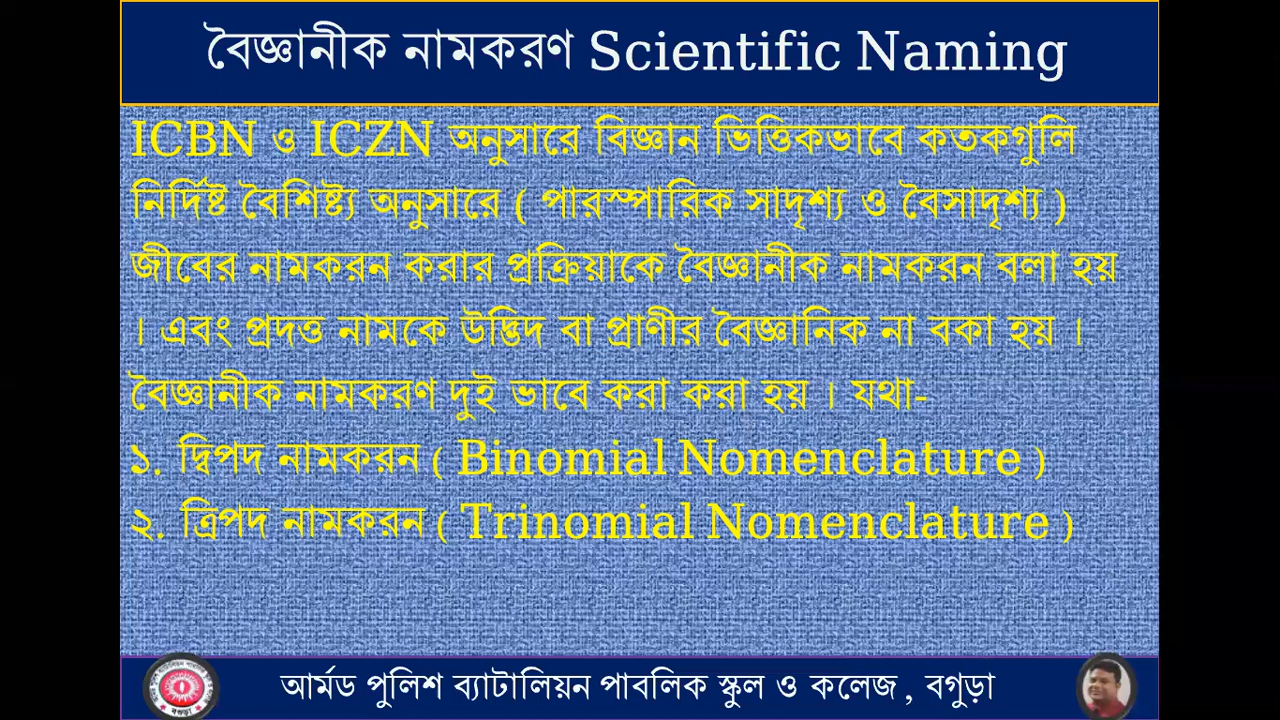 বৈজ্ঞানীক নামকরণ Scientific Naming
ICBN ও ICZN অনুসারে বিজ্ঞান ভিত্তিকভাবে কতকগুলি
নির্দিষ্ট বৈশিষ্ট্য অনুসারে ( পারস্পারিক সাদৃশ্য ও বৈসাদৃশ্য )
জীবের নামকরন করার প্রক্রিয়াকে বৈজ্ঞানীক নামকরন বলা হয়
। এবং প্রদত্ত নামকে উদ্ভিদ বা প্রাণীর বৈজ্ঞানিক না বকা হয় ।
বৈজ্ঞানীক নামকরণ দুই ভাবে করা করা হয় । যথা-
১. দ্বিপদ নামকরন ( Binomial Nomenclature )
২. ত্রিপদ নামকরন ( Trinomial Nomenclature )
আর্মড পুলিশ ব্যাটালিয়ন পাবলিক স্কুল ও কলেজ, বগুড়া
বগুড়া